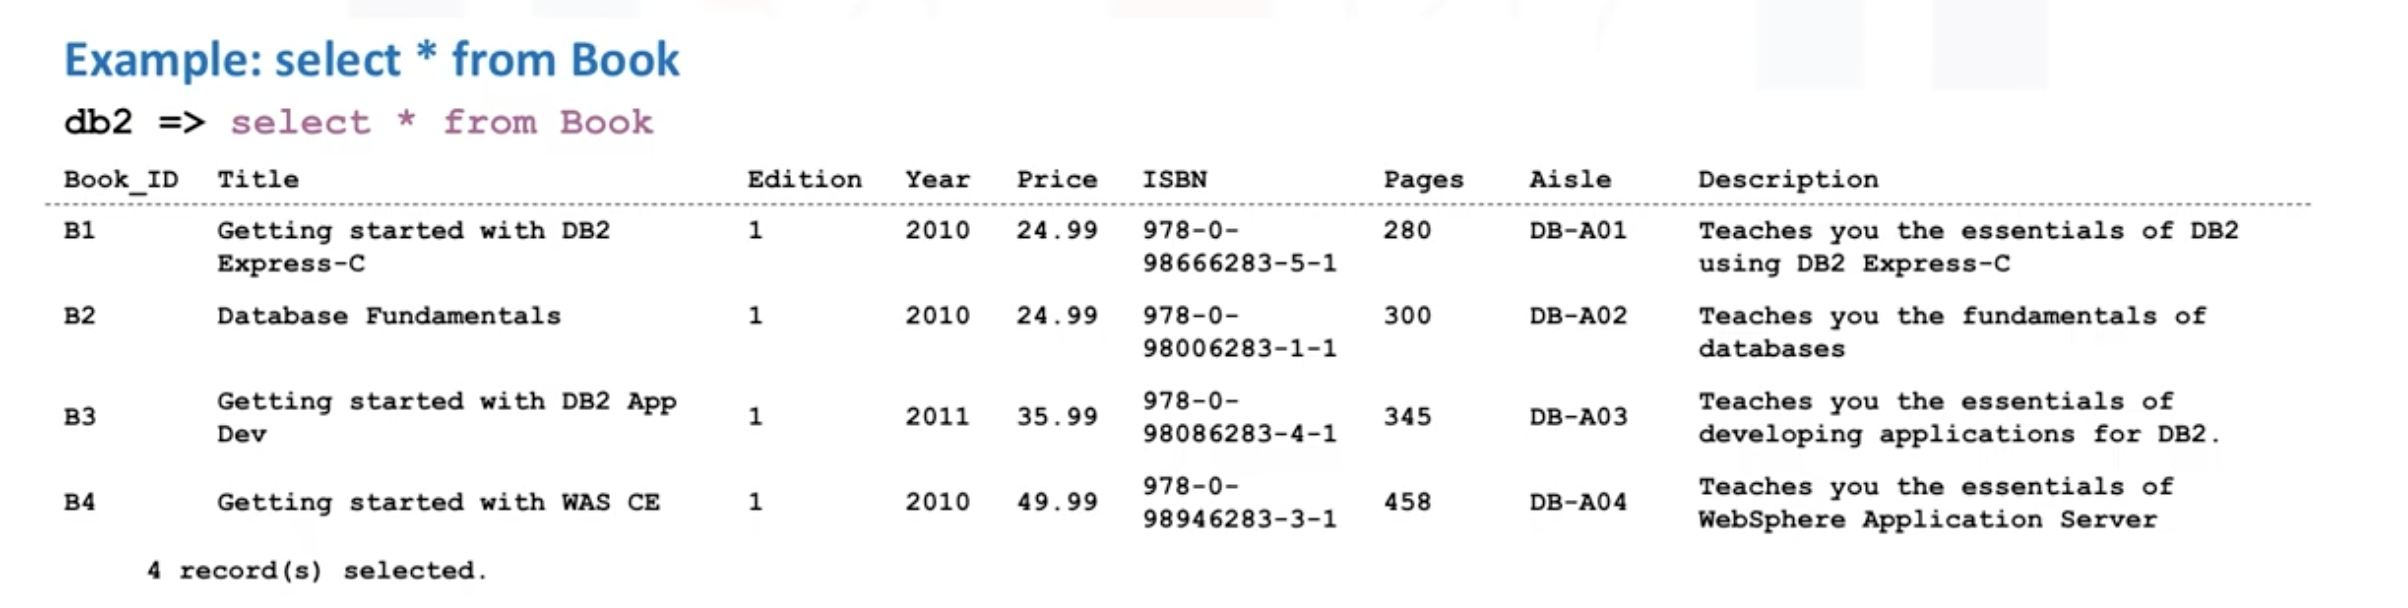 Example: select * from Book
db2 => select * from Book
Book_ID Title Edition Year Price ISBN Pages Aisle Description
B1 Getting started with DB2 1 2010 24.99 978-0- 280 DB-A01 Teaches you the essentials of DB2
Express-C 98666283-5-1 using DB2 Express-C
B2 Database Fundamentals 1 2010 24.99 978-0- 300 DB-A02 Teaches you the fundamentals of
98006283-1-1 databases
Getting started with DB2 App 978-0- Teaches you the essentials of
B3 1 2011 35.99 345 DB-A03
Dev 98086283-4-1 developing applications for DB2.
978-0- Teaches you the essentials of
B4 Getting started with WAS CE 1 2010 49.99 458 DB-A04
98946283-3-1 WebSphere Application Server
4 record(s) selected.